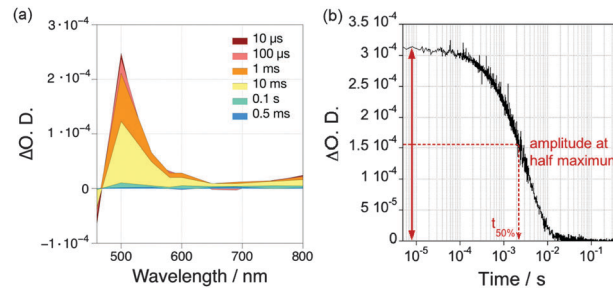 (a)
3·10⁻⁴
2·10⁻⁴
1·10⁻⁴
0
−1·10⁻⁴
ΔO. D.
10 µs
100 µs
1 ms
10 ms
0.1 s
0.5 ms
500 600 700 800
Wavelength / nm
(b)
4 10⁻⁴
3.5 10⁻⁴
3 10⁻⁴
2.5 10⁻⁴
2 10⁻⁴
1.5 10⁻⁴
1 10⁻⁴
5 10⁻⁵
0
ΔO. D.
amplitude at
half maximum
t50%
10⁻⁵ 10⁻⁴ 10⁻³ 10⁻² 10⁻¹
Time / s